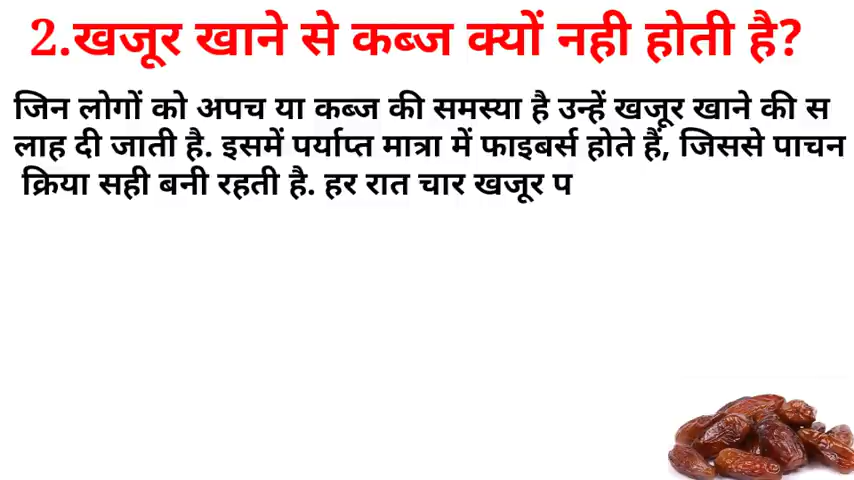 2.खजूर खाने से कब्ज क्यों नही होती है?
जिन लोगों को अपच या कब्ज की समस्या है उन्हें खजूर खाने की स
लाह दी जाती है. इसमें पर्याप्त मात्रा में फाइबर्स होते हैं, जिससे पाचन
क्रिया सही बनी रहती है. हर रात चार खजूर प